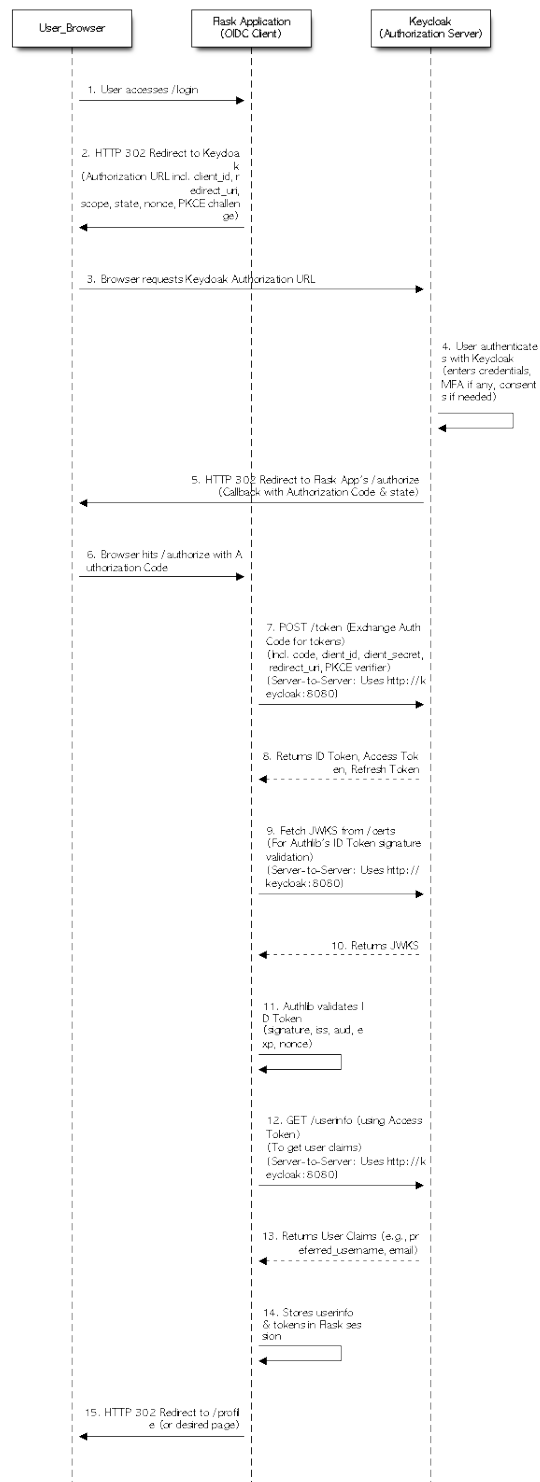 User_Browser
Flask Application
(OIDC Client)
Keycloak
(Authorization Server)
1. User accesses /login
2. HTTP 302 Redirect to Keycloa
k
(Authorization URL incl. client_id, r
edirect_uri,
scope, state, nonce, PKCE challen
ge)
3. Browser requests Keycloak Authorization URL
4. User authenticate
s with Keycloak
(enters credentials,
MFA if any, consent
s if needed)
5. HTTP 302 Redirect to Flask App's /authorize
(Callback with Authorization Code & state)
6. Browser hits /authorize with A
uthorization Code
7. POST /token (Exchange Auth
Code for tokens)
(incl. code, client_id, client_secret,
redirect_uri, PKCE verifier)
(Server-to-Server: Uses http://k
eycloak:8080)
8. Returns ID Token, Access Tok
en, Refresh Token
9. Fetch JWKS from /certs
(For Authlib's ID Token signature
validation)
(Server-to-Server: Uses http://
keycloak:8080)
10. Returns JWKS
11. Authlib validates I
D Token
(signature, iss, aud, e
xp, nonce)
12. GET /userinfo (using Access
Token)
(To get user claims)
(Server-to-Server: Uses http://k
eycloak:8080)
13. Returns User Claims (e.g., pr
eferred_username, email)
14. Stores userinfo
& tokens in Flask ses
sion
15. HTTP 302 Redirect to /profil
e (or desired page)